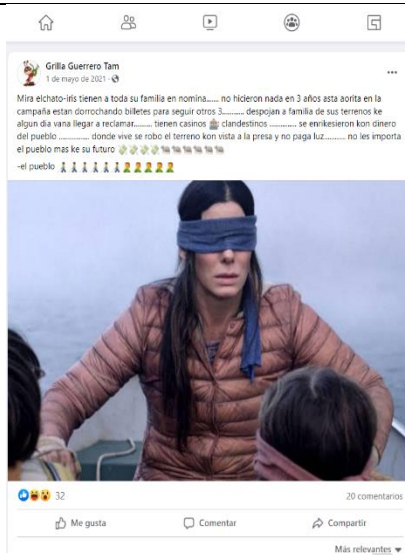 Grilla Guerrero Tam
1 de mayo de 2021 ·
Mira elchato-iris tienen a toda su familia en nomina...... no hicieron nada en 3 años asta aorita en la
campaña estan dorrochando billetes para seguir otros 3.......... despojan a familia de sus terrenos ke
algun dia vana llegar a reclamar......... tienen casinos 🎰 clandestinos ............. se enrikesieron kon dinero
del pueblo ............... donde vive se robo el terreno kon vista a la presa y no paga luz.......... no les importa
el pueblo mas ke su futuro
-el pueblo
32
20 comentarios
Me gusta
Comentar
Compartir
Más relevantes